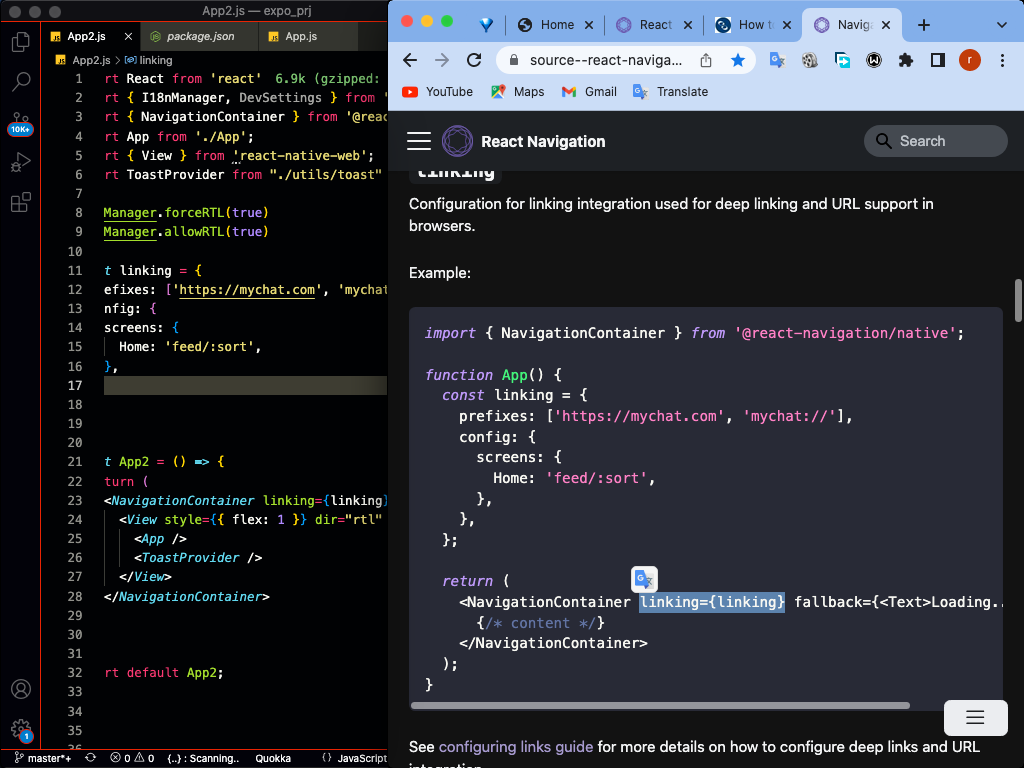 App2.js — expo_prj
App2.js
package.json
App.js
App2.js > linking
1 rt React from 'react' 6.9k (gzipped:
2 rt { I18nManager, DevSettings } from '
3 rt { NavigationContainer } from '@reac
4 rt App from './App';
5 rt { View } from 'react-native-web';
6 rt ToastProvider from "./utils/toast"
7
8 Manager.forceRTL(true)
9 Manager.allowRTL(true)
10
11 t linking = {
12 efixes: ['https://mychat.com', 'mychat
13 nfig: {
14 screens: {
15 Home: 'feed/:sort',
16 },
17
18
19
20
21 t App2 = () => {
22 turn (
23 <NavigationContainer linking={linking}
24 <View style={{ flex: 1 }} dir="rtl"
25 <App />
26 <ToastProvider />
27 </View>
28 </NavigationContainer>
29
30
31
32 rt default App2;
33
34
35
36
10K+
1
master*+
0 0
{..} : Scanning..
Quokka
{} JavaScript
Home
React
How t
Naviga
source--react-naviga...
r
YouTube
Maps
Gmail
Translate
React Navigation
Search
linking
Configuration for linking integration used for deep linking and URL support in
browsers.
Example:
import { NavigationContainer } from '@react-navigation/native';
function App() {
const linking = {
prefixes: ['https://mychat.com', 'mychat://'],
config: {
screens: {
Home: 'feed/:sort',
},
},
};
return (
<NavigationContainer linking={linking} fallback={<Text>Loading..
{/* content */}
</NavigationContainer>
);
}
See configuring links guide for more details on how to configure deep links and URL
integration.